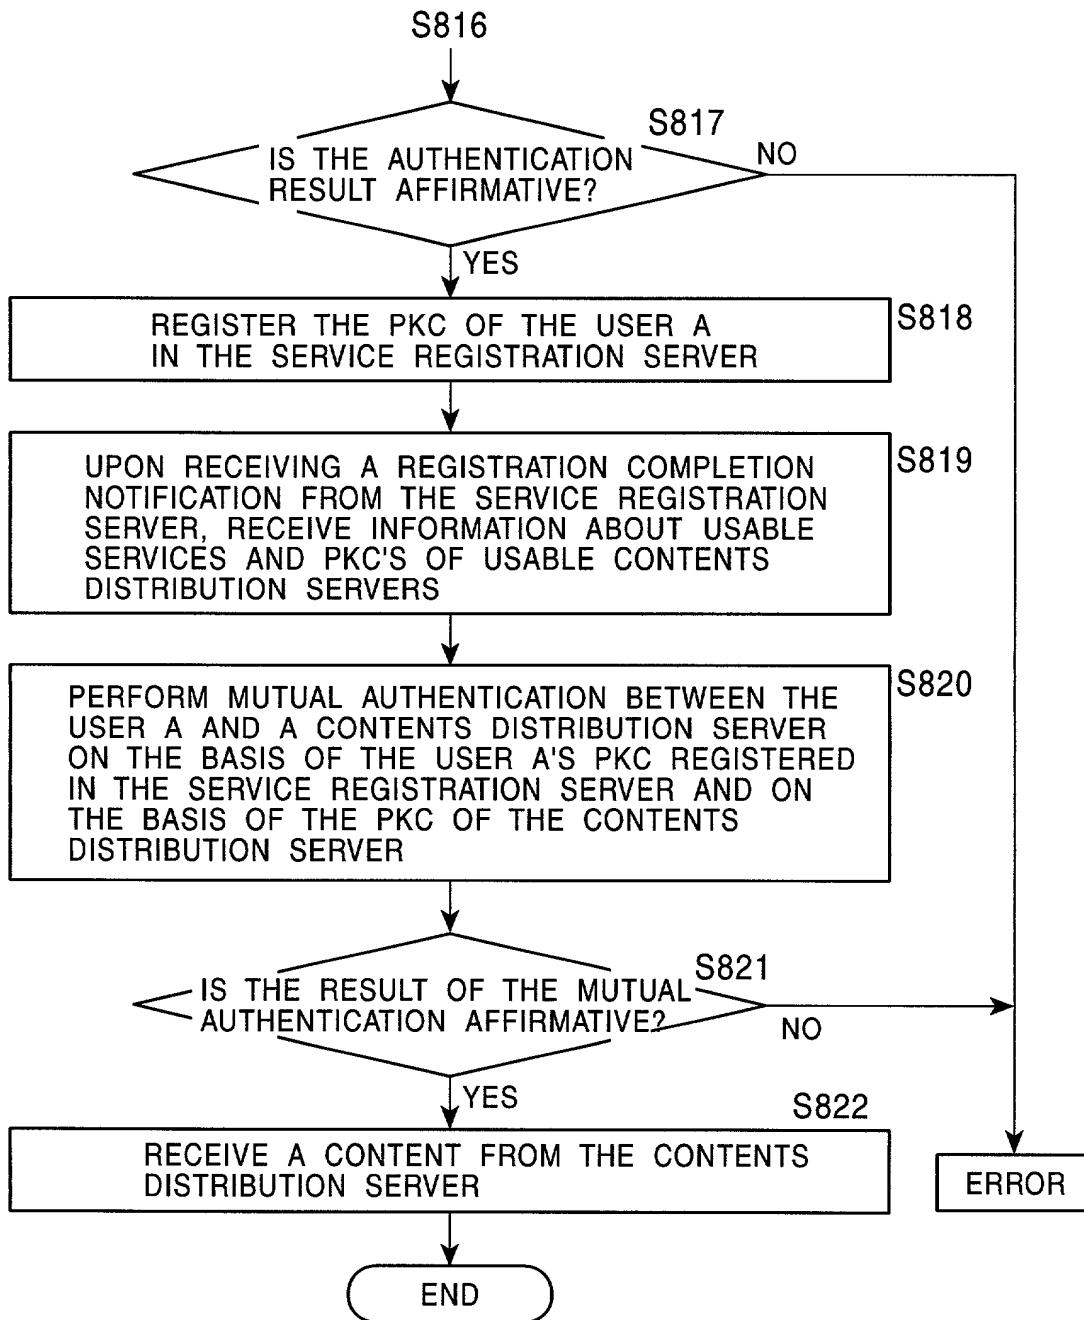 S816
S817
IS THE AUTHENTICATION
RESULT AFFIRMATIVE?
NO
YES
S818
REGISTER THE PKC OF THE USER A
IN THE SERVICE REGISTRATION SERVER
S819
UPON RECEIVING A REGISTRATION COMPLETION
NOTIFICATION FROM THE SERVICE REGISTRATION
SERVER, RECEIVE INFORMATION ABOUT USABLE
SERVICES AND PKC'S OF USABLE CONTENTS
DISTRIBUTION SERVERS
S820
PERFORM MUTUAL AUTHENTICATION BETWEEN THE
USER A AND A CONTENTS DISTRIBUTION SERVER
ON THE BASIS OF THE USER A'S PKC REGISTERED
IN THE SERVICE REGISTRATION SERVER AND ON
THE BASIS OF THE PKC OF THE CONTENTS
DISTRIBUTION SERVER
S821
IS THE RESULT OF THE MUTUAL
AUTHENTICATION AFFIRMATIVE?
NO
YES
S822
RECEIVE A CONTENT FROM THE CONTENTS
DISTRIBUTION SERVER
ERROR
END